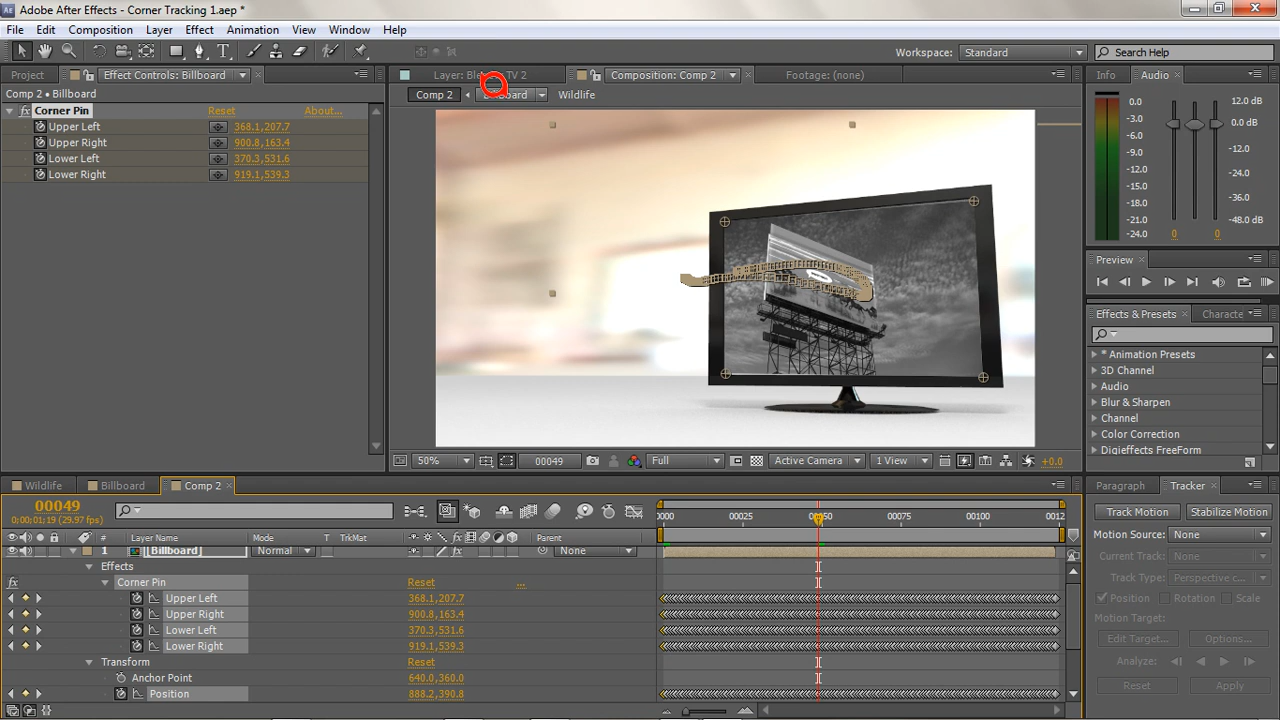 Adobe After Effects - Corner Tracking 1.aep *
File Edit Composition Layer Effect Animation View Window Help
Workspace: Standard Search Help
Project Effect Controls: Billboard Layer: TV 2 Composition: Comp 2 Footage: (none) Info Audio
Comp 2 • Billboard
Comp 2 Billboard Wildlife
Corner Pin Reset About...
Upper Left 368.1,207.7
Upper Right 900.8,163.4
Lower Left 370.3,531.6
Lower Right 919.1,539.3
0.0
-3.0
-6.0
-9.0
-12.0
-15.0
-18.0
-21.0
-24.0
12.0 dB
0.0 dB
-12.0
-24.0
-36.0
-48.0 dB
0 0
Preview
Effects & Presets Characte
* Animation Presets
3D Channel
Audio
Blur & Sharpen
Channel
Color Correction
Digieffects FreeForm
50% 00049 Full Active Camera 1 View +0.0
Wildlife Billboard Comp 2
00049
0;00;01;19 (29.97 fps)
0000 00025 00050 00075 00100 0012
# Layer Name Mode T TrkMat Parent
1 [Billboard] Normal None
Effects
fx Corner Pin Reset ...
Upper Left 368.1,207.7
Upper Right 900.8,163.4
Lower Left 370.3,531.6
Lower Right 919.1,539.3
Transform Reset
Anchor Point 640.0,360.0
Position 888.2,390.8
Paragraph Tracker
Track Motion Stabilize Motion
Motion Source: None
Current Track: None
Track Type: Perspective c...
Position Rotation Scale
Motion Target:
Edit Target... Options...
Analyze:
Reset Apply